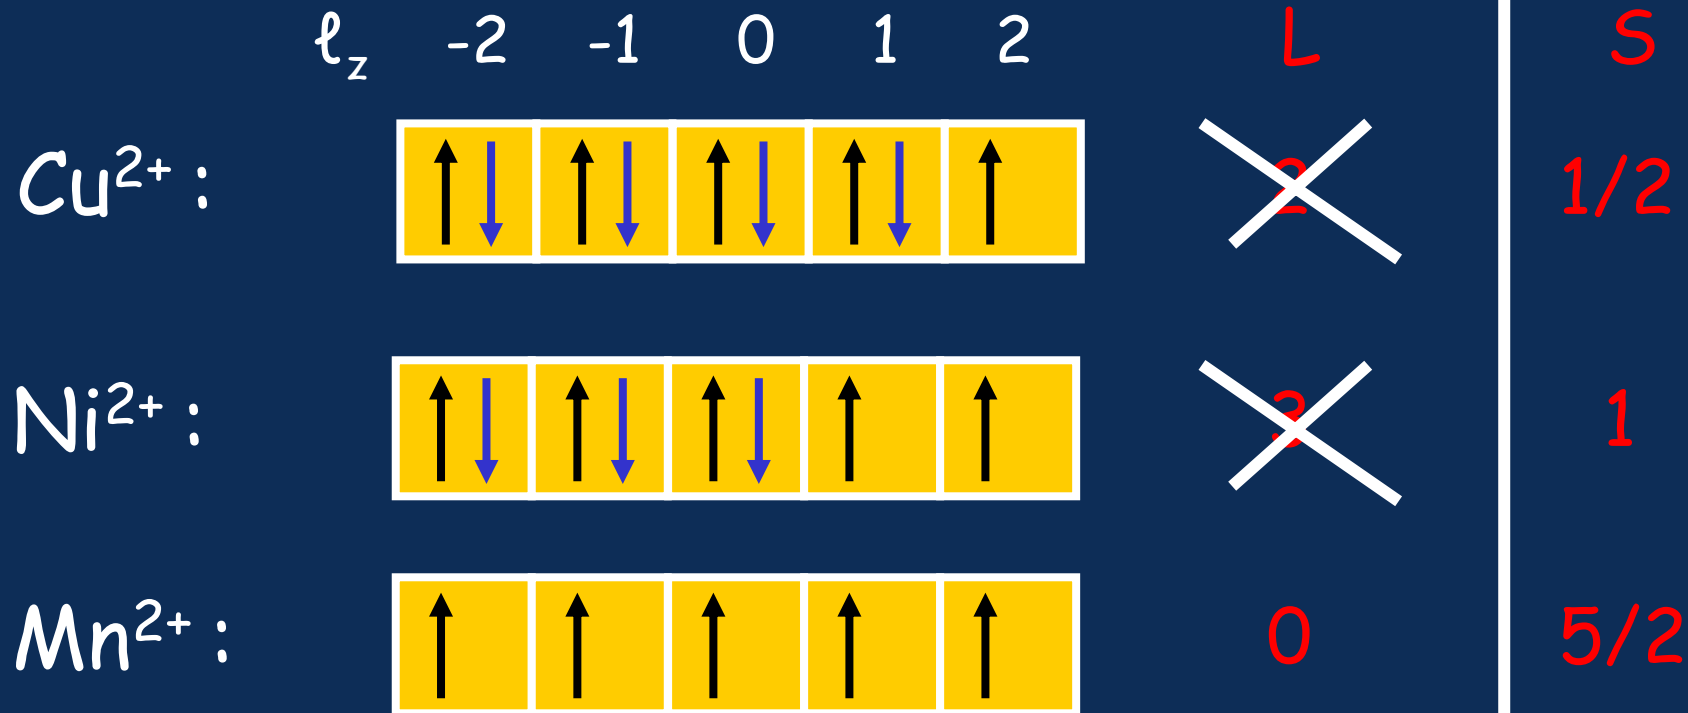 ℓz -2 -1 0 1 2 L S
Cu²⁺ : 2 1/2
Ni²⁺ : 3 1
Mn²⁺ : 0 5/2